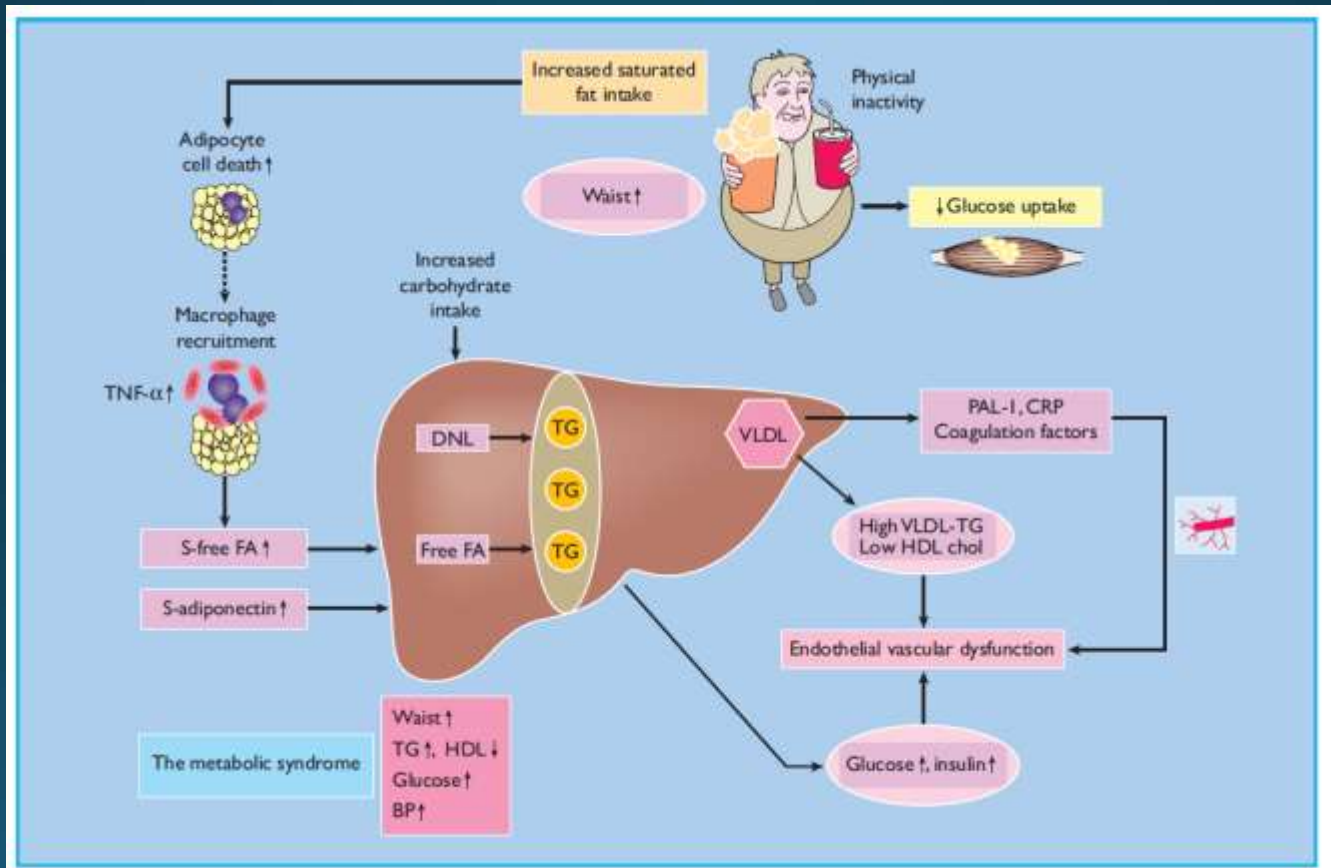 Increased saturated
fat intake
Physical
inactivity
Adipocyte
cell death↑
Waist↑
↓Glucose uptake
Increased
carbohydrate
intake
Macrophage
recruitment
TNF-α↑
DNL
TG
TG
Free FA
TG
VLDL
PAL-1, CRP
Coagulation factors
High VLDL-TG
Low HDL chol
S-free FA↑
S-adiponectin↑
Endothelial vascular dysfunction
The metabolic syndrome
Waist↑
TG↑, HDL↓
Glucose↑
BP↑
Glucose↑, insulin↑